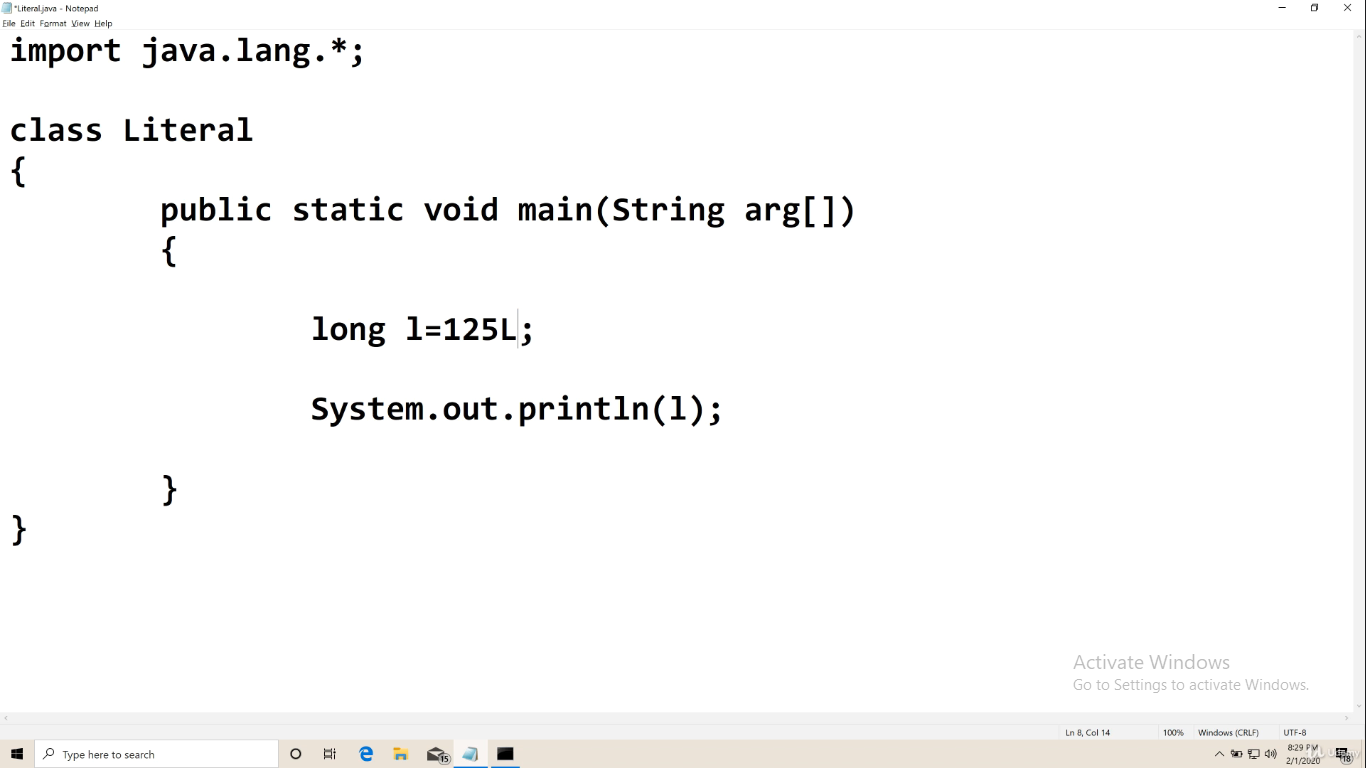 *Literal.java - Notepad
File Edit Format View Help
import java.lang.*;
class Literal
{
public static void main(String arg[])
{
long l=125L;
System.out.println(l);
}
}
Activate Windows
Go to Settings to activate Windows.
Ln 8, Col 14 100% Windows (CRLF) UTF-8
Type here to search
15
8:29 PM
2/1/2020
18